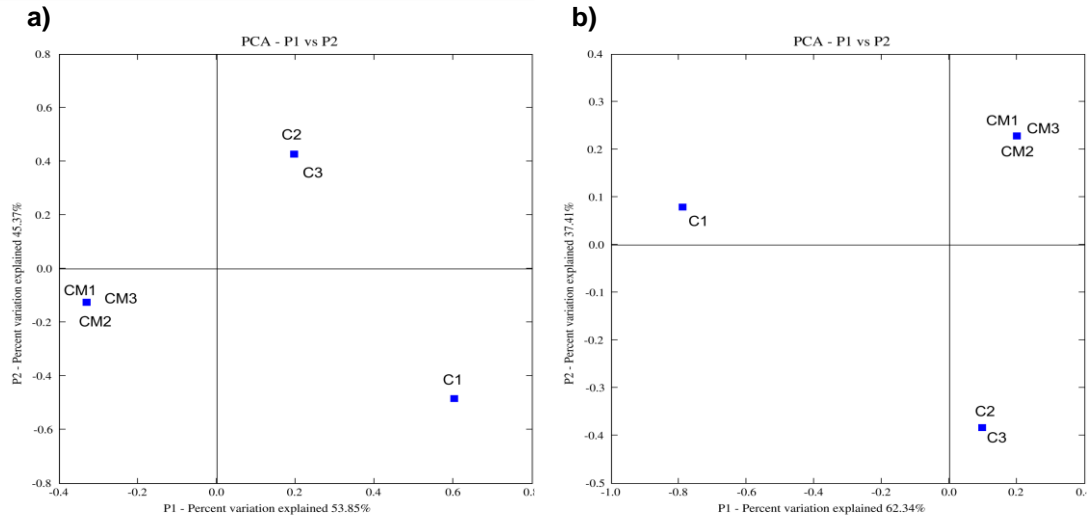 a)
PCA - P1 vs P2
0.8
0.6
0.4
0.2
0.0
-0.2
-0.4
-0.6
-0.8
-0.4
-0.2
0.0
0.2
0.4
0.6
P2 - Percent variation explained 45.37%
P1 - Percent variation explained 53.85%
C2
C3
CM1 CM3
CM2
C1
b)
PCA - P1 vs P2
0.4
0.3
0.2
0.1
0.0
-0.1
-0.2
-0.3
-0.4
-0.5
-1.0
-0.8
-0.6
-0.4
-0.2
0.0
0.2
P2 - Percent variation explained 37.41%
P1 - Percent variation explained 62.34%
CM1 CM3
CM2
C1
C2
C3